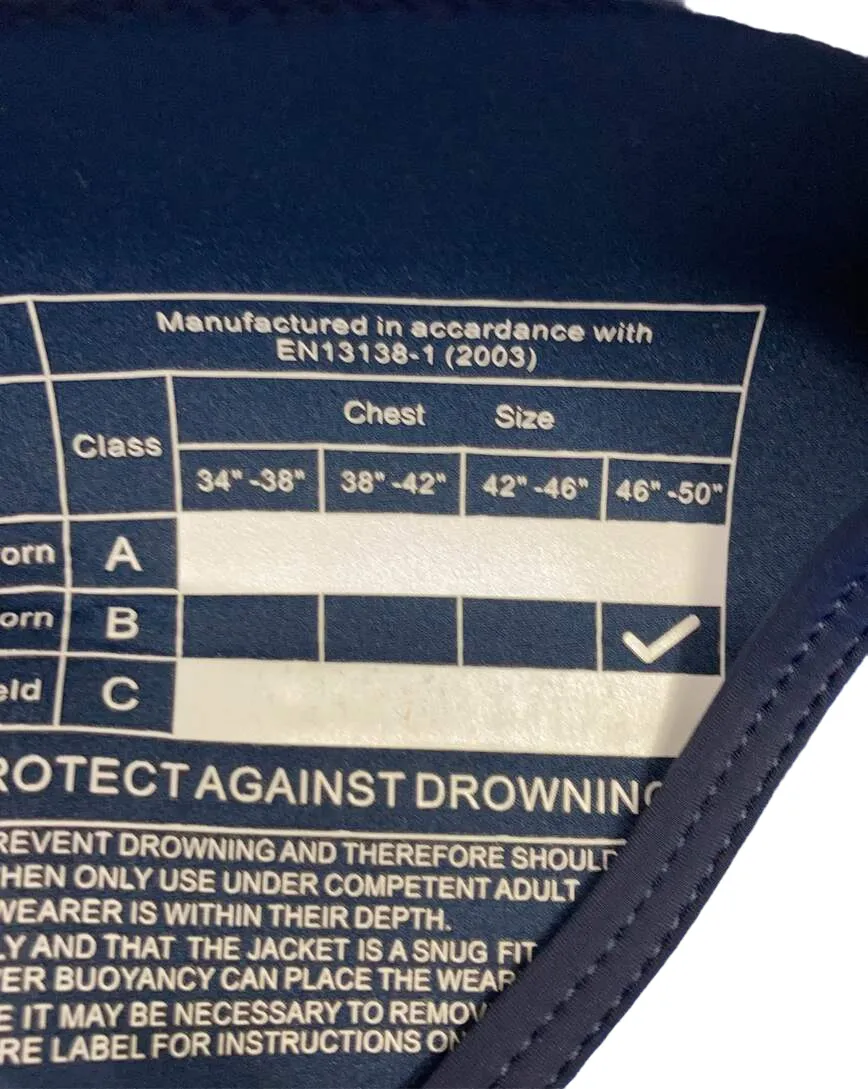 Manufactured in accardance with
EN13138-1 (2003)
Chest Size
Class
34" -38" 38" -42" 42" -46" 46" -50"
orn A
orn B
eld C
ROTECT AGAINST DROWNING
REVENT DROWNING AND THEREFORE SHOULD
HEN ONLY USE UNDER COMPETENT ADULT
WEARER IS WITHIN THEIR DEPTH.
LY AND THAT THE JACKET IS A SNUG FIT
ER BUOYANCY CAN PLACE THE WEAR
E IT MAY BE NECESSARY TO REMOV
RE LABEL FOR INSTRUCTIONS ON